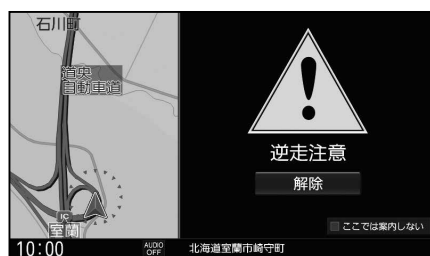 石川町
道央
自動車道
IC
室蘭
逆走注意
解除
ここでは案内しない
10:00
AUDIO
OFF
北海道室蘭市崎守町